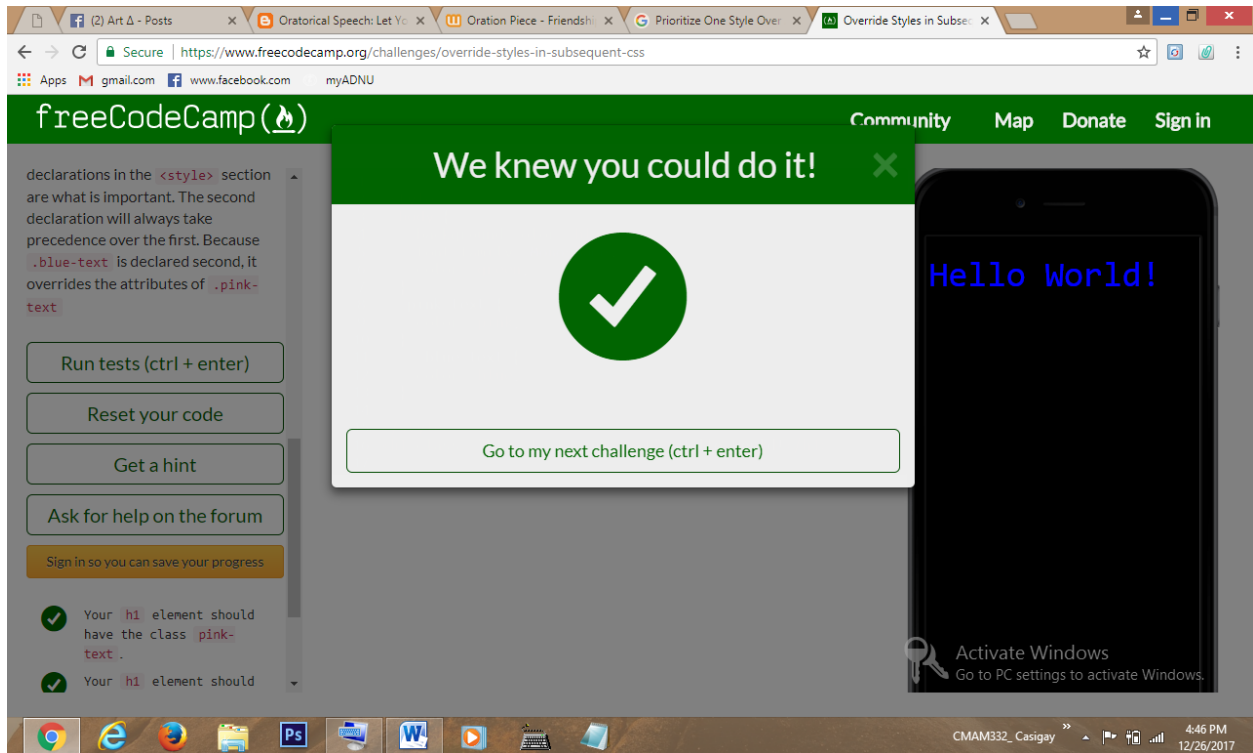 (2) Art Δ - Posts
Oratorical Speech: Let Yo
Oration Piece - Friendshi
Prioritize One Style Over
Override Styles in Subsec
Secure | https://www.freecodecamp.org/challenges/override-styles-in-subsequent-css
Apps gmail.com www.facebook.com myADNU
freeCodeCamp
Community Map Donate Sign in
We knew you could do it!
Go to my next challenge (ctrl + enter)
declarations in the <style> section
are what is important. The second
declaration will always take
precedence over the first. Because
.blue-text is declared second, it
overrides the attributes of .pink-
text
Run tests (ctrl + enter)
Reset your code
Get a hint
Ask for help on the forum
Sign in so you can save your progress
Your h1 element should
have the class pink-
text .
Your h1 element should
Hello World!
Activate Windows
Go to PC settings to activate Windows.
CMAM332_ Casigay
4:46 PM
12/26/2017